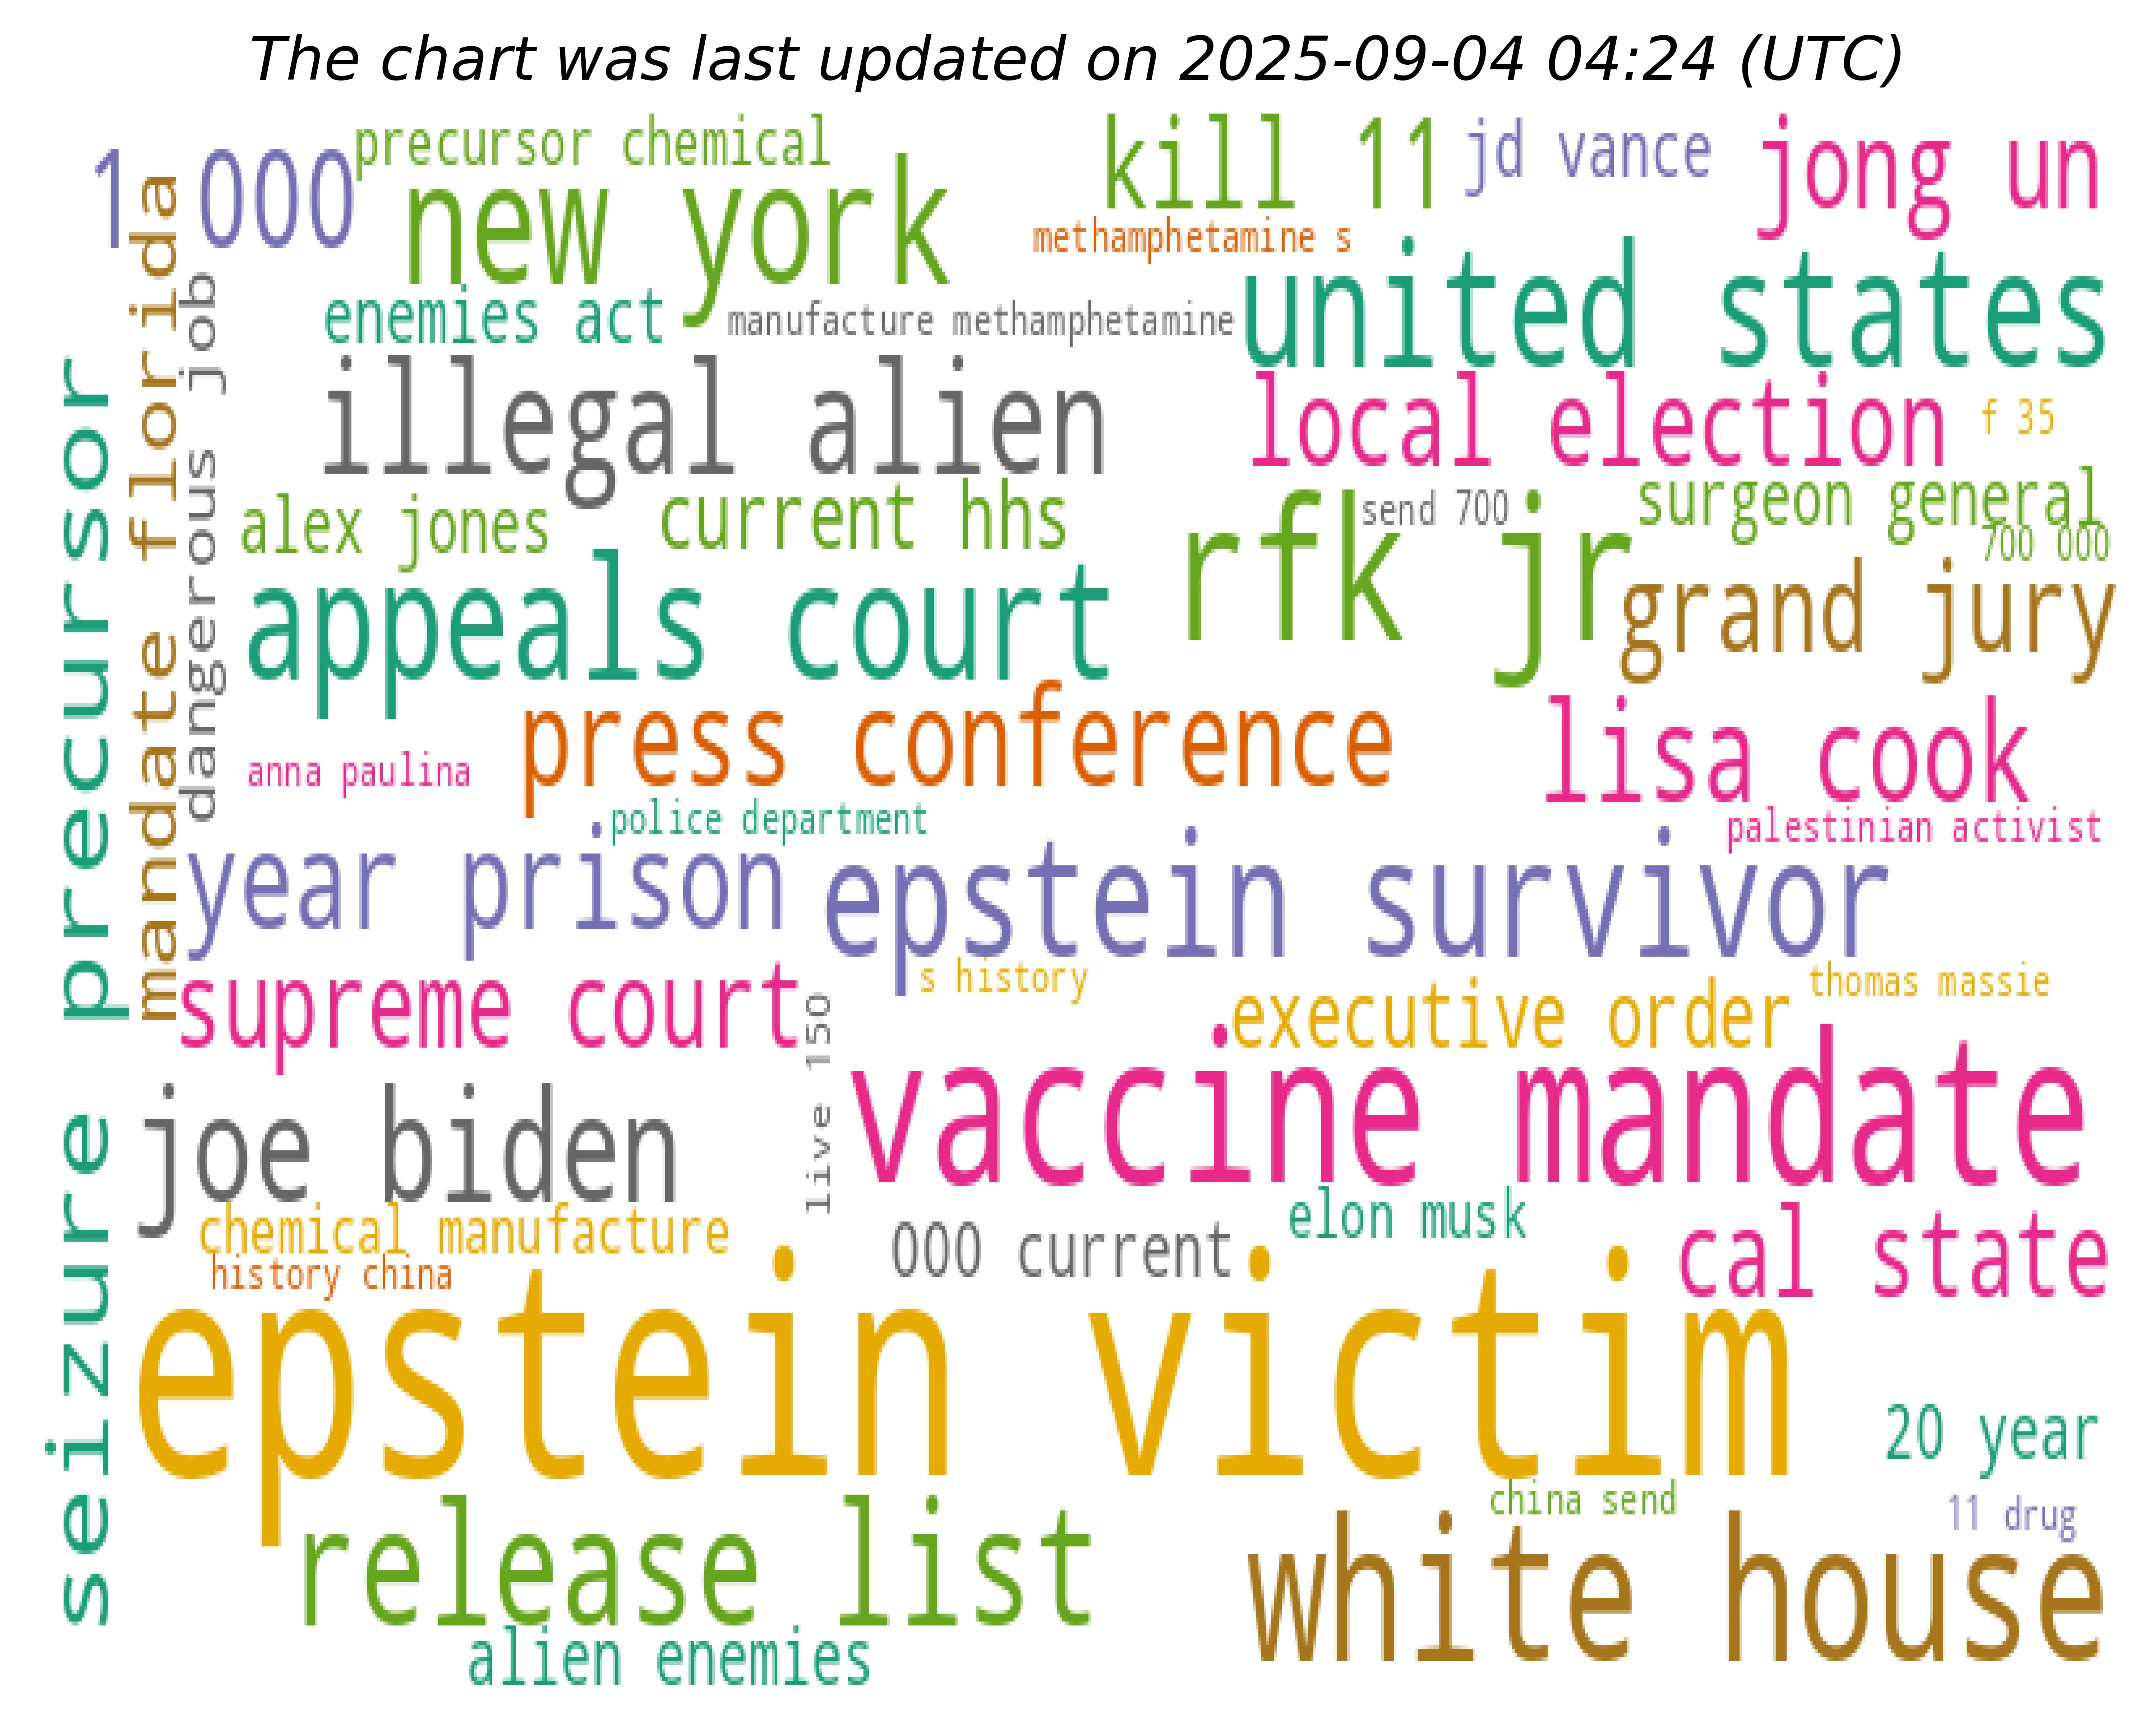 The chart was last updated on 2025-09-04 04:24 (UTC)
precursor chemical
kill 11
jd vance
jong un
1 000
new york
methamphetamine s
united states
enemies act
manufacture methamphetamine
illegal alien
local election
f 35
mandate florida
dangerous job
seizure precursor
alex jones
current hhs
rfk jr
send 700
surgeon general
700 000
appeals court
grand jury
press conference
lisa cook
anna paulina
police department
palestinian activist
year prison
epstein survivor
s history
thomas massie
supreme court
executive order
live 150
vaccine mandate
joe biden
chemical manufacture
000 current
elon musk
cal state
history china
epstein victim
20 year
china send
11 drug
release list
white house
alien enemies